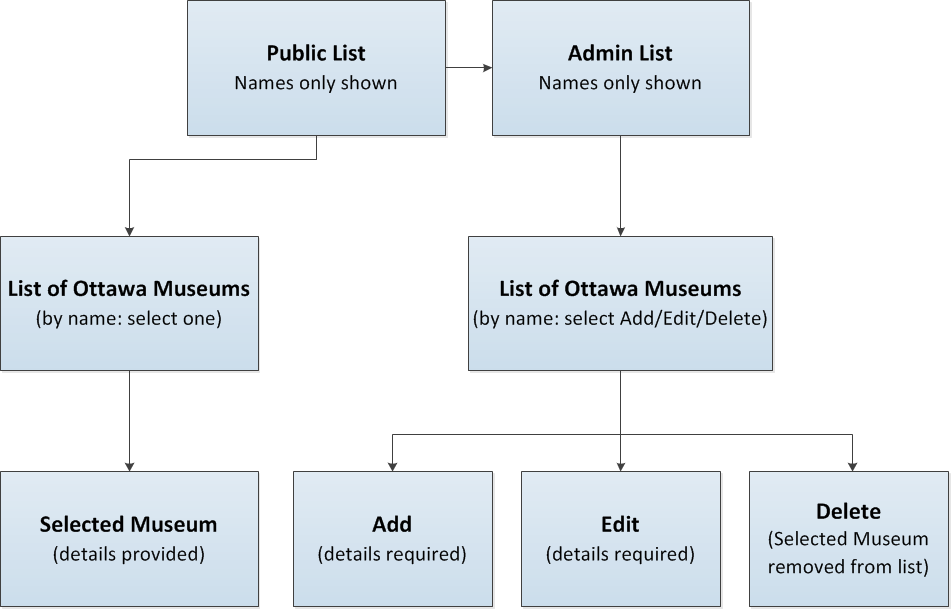 Public List
Names only shown
Admin List
Names only shown
List of Ottawa Museums
(by name: select one)
List of Ottawa Museums
(by name: select Add/Edit/Delete)
Selected Museum
(details provided)
Add
(details required)
Edit
(details required)
Delete
(Selected Museum
removed from list)